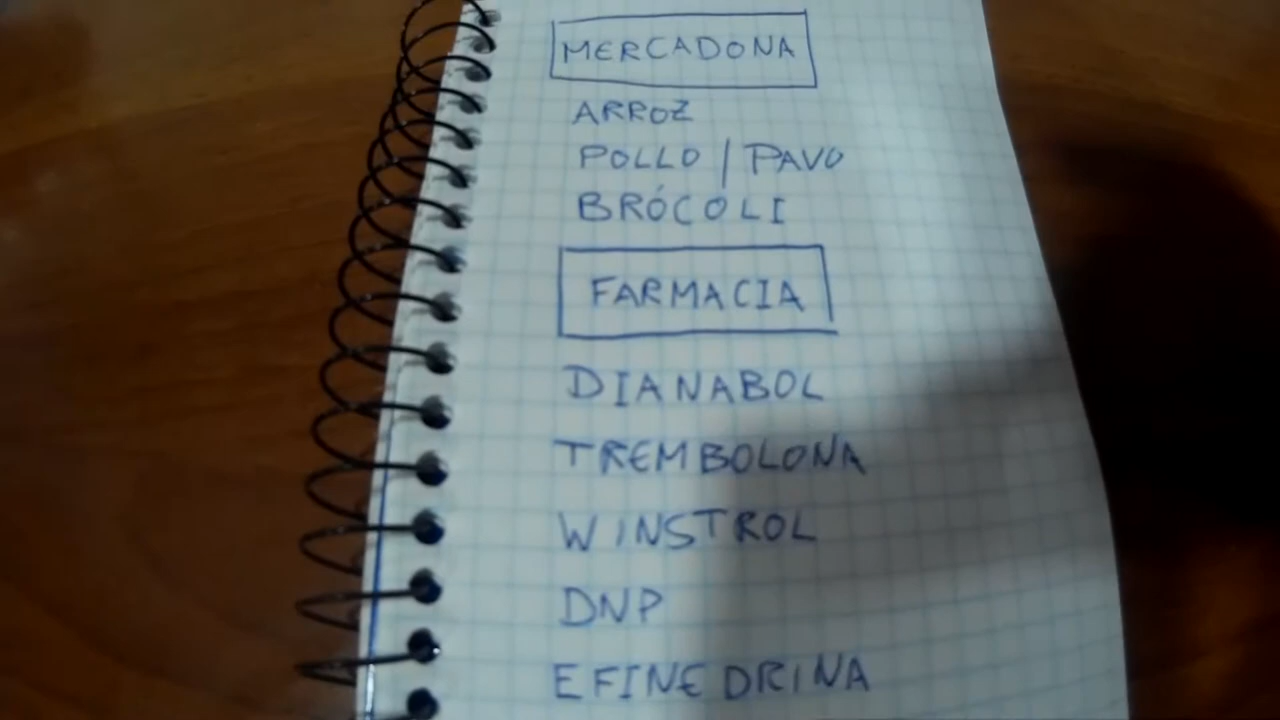 MERCADONA
ARROZ
POLLO / PAVO
BRÓCOLI
FARMACIA
DIANABOL
TREMBOLONA
WINSTROL
DNP
EFINEDRINA